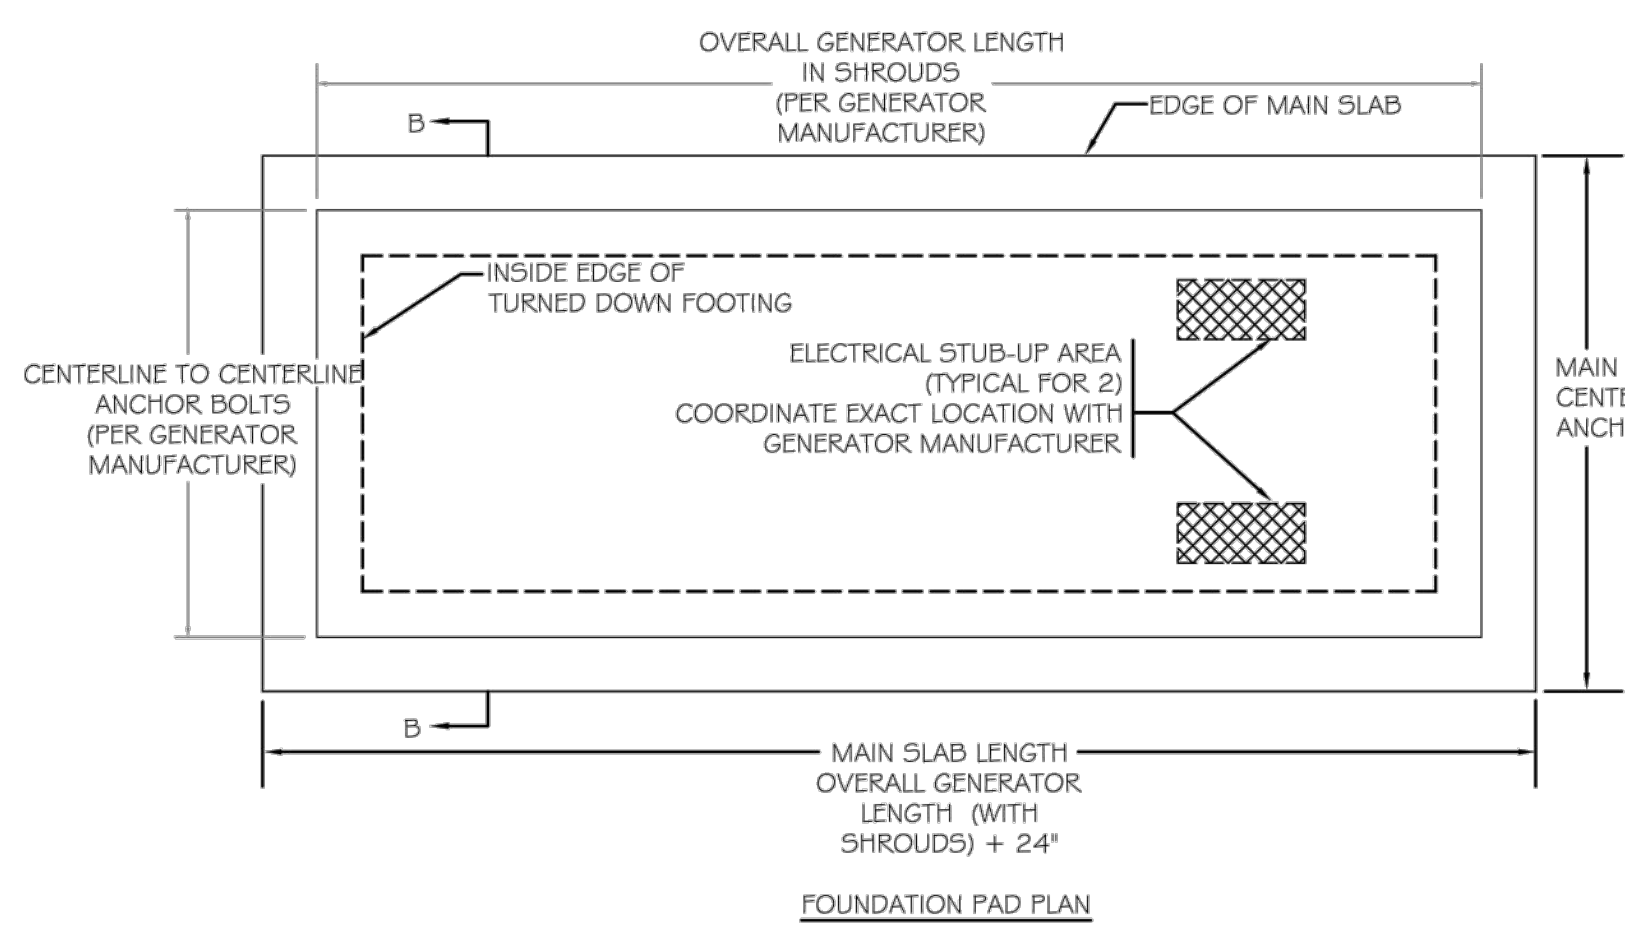 OVERALL GENERATOR LENGTH
IN SHROUDS
(PER GENERATOR
MANUFACTURER)
EDGE OF MAIN SLAB
B
INSIDE EDGE OF
TURNED DOWN FOOTING
ELECTRICAL STUB-UP AREA
(TYPICAL FOR 2)
COORDINATE EXACT LOCATION WITH
GENERATOR MANUFACTURER
CENTERLINE TO CENTERLINE
ANCHOR BOLTS
(PER GENERATOR
MANUFACTURER)
MAIN
CENTE
ANCH
B
MAIN SLAB LENGTH
OVERALL GENERATOR
LENGTH (WITH
SHROUDS) + 24"
FOUNDATION PAD PLAN